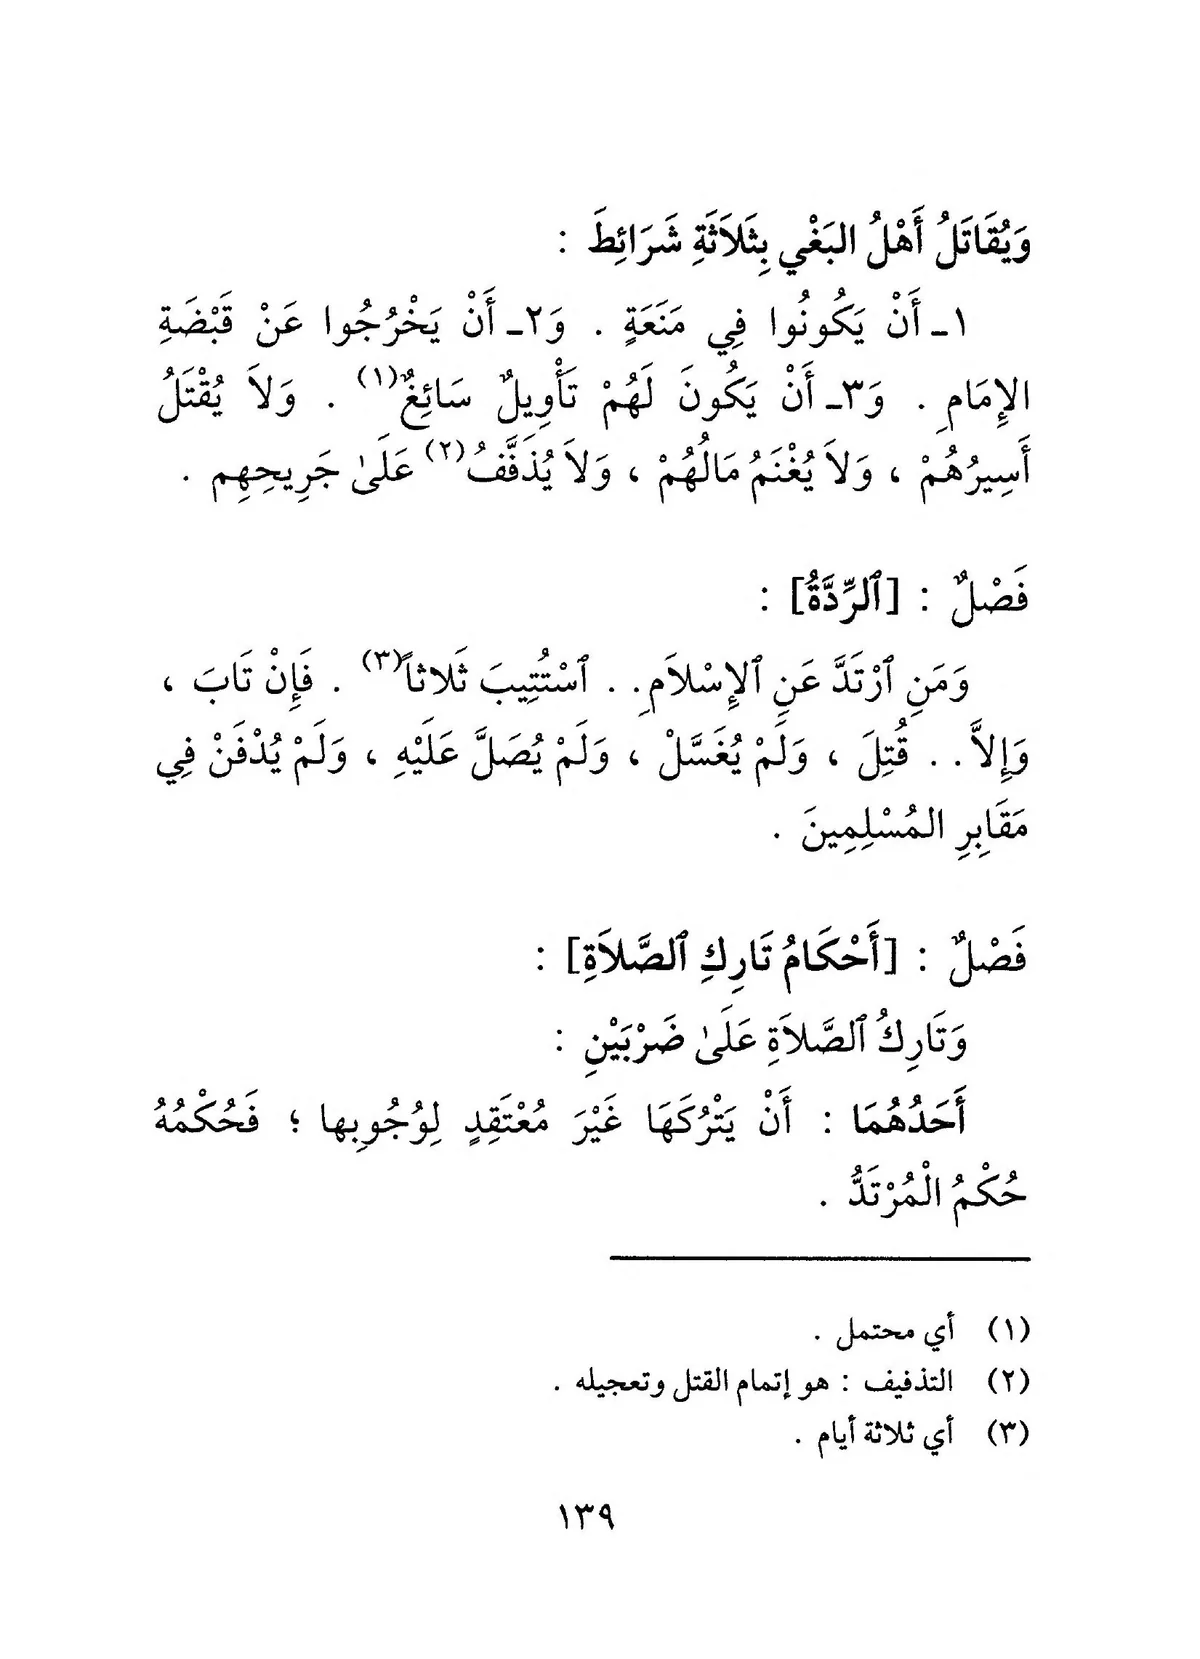 وَيُقَاتَلُ أَهْلُ البَغْيِ بِثَلاَثَةِ شَرَائِطَ :
١ـ أَنْ يَكُونُوا فِي مَنَعَةٍ . وَ٢ـ أَنْ يَخْرُجُوا عَنْ قَبْضَةِ
الإِمَامِ . وَ٣ـ أَنْ يَكُونَ لَهُمْ تَأْوِيلٌ سَائِغٌ(١) . وَلاَ يُقْتَلُ
أَسِيرُهُمْ ، وَلاَ يُغْنَمُ مَالُهُمْ ، وَلاَ يُذَفَّفُ(٢) عَلَىٰ جَرِيحِهِم .
فَصْلٌ : [ٱلرِّدَّةُ] :
وَمَنِ ٱرْتَدَّ عَنِ ٱلإِسْلاَمِ . . ٱسْتُتِيبَ ثَلاثاً(٣) . فَإِنْ تَابَ ،
وَإِلاَّ . . قُتِلَ ، وَلَمْ يُغَسَّلْ ، وَلَمْ يُصَلَّ عَلَيْهِ ، وَلَمْ يُدْفَنْ فِي
مَقَابِرِ المُسْلِمِينَ .
فَصْلٌ : [أَحْكَامُ تَارِكِ ٱلصَّلاَةِ] :
وَتَارِكُ ٱلصَّلاَةِ عَلَىٰ ضَرْبَيْنِ :
أَحَدُهُمَا : أَنْ يَتْرُكَهَا غَيْرَ مُعْتَقِدٍ لِوُجُوبِها ؛ فَحُكْمُهُ
حُكْمُ الْمُرْتَدُّ .
(١) أي محتمل .
(٢) التذفيف : هو إتمام القتل وتعجيله .
(٣) أي ثلاثة أيام .
١٣٩